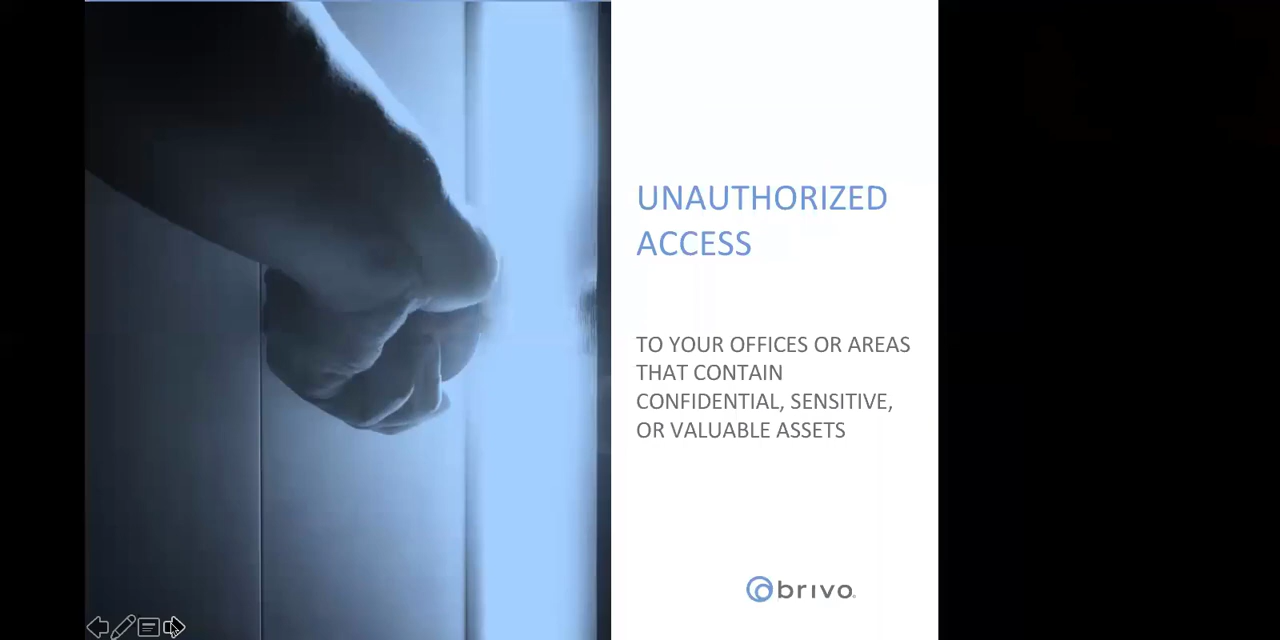 UNAUTHORIZED
ACCESS
TO YOUR OFFICES OR AREAS
THAT CONTAIN
CONFIDENTIAL, SENSITIVE,
OR VALUABLE ASSETS
brivo